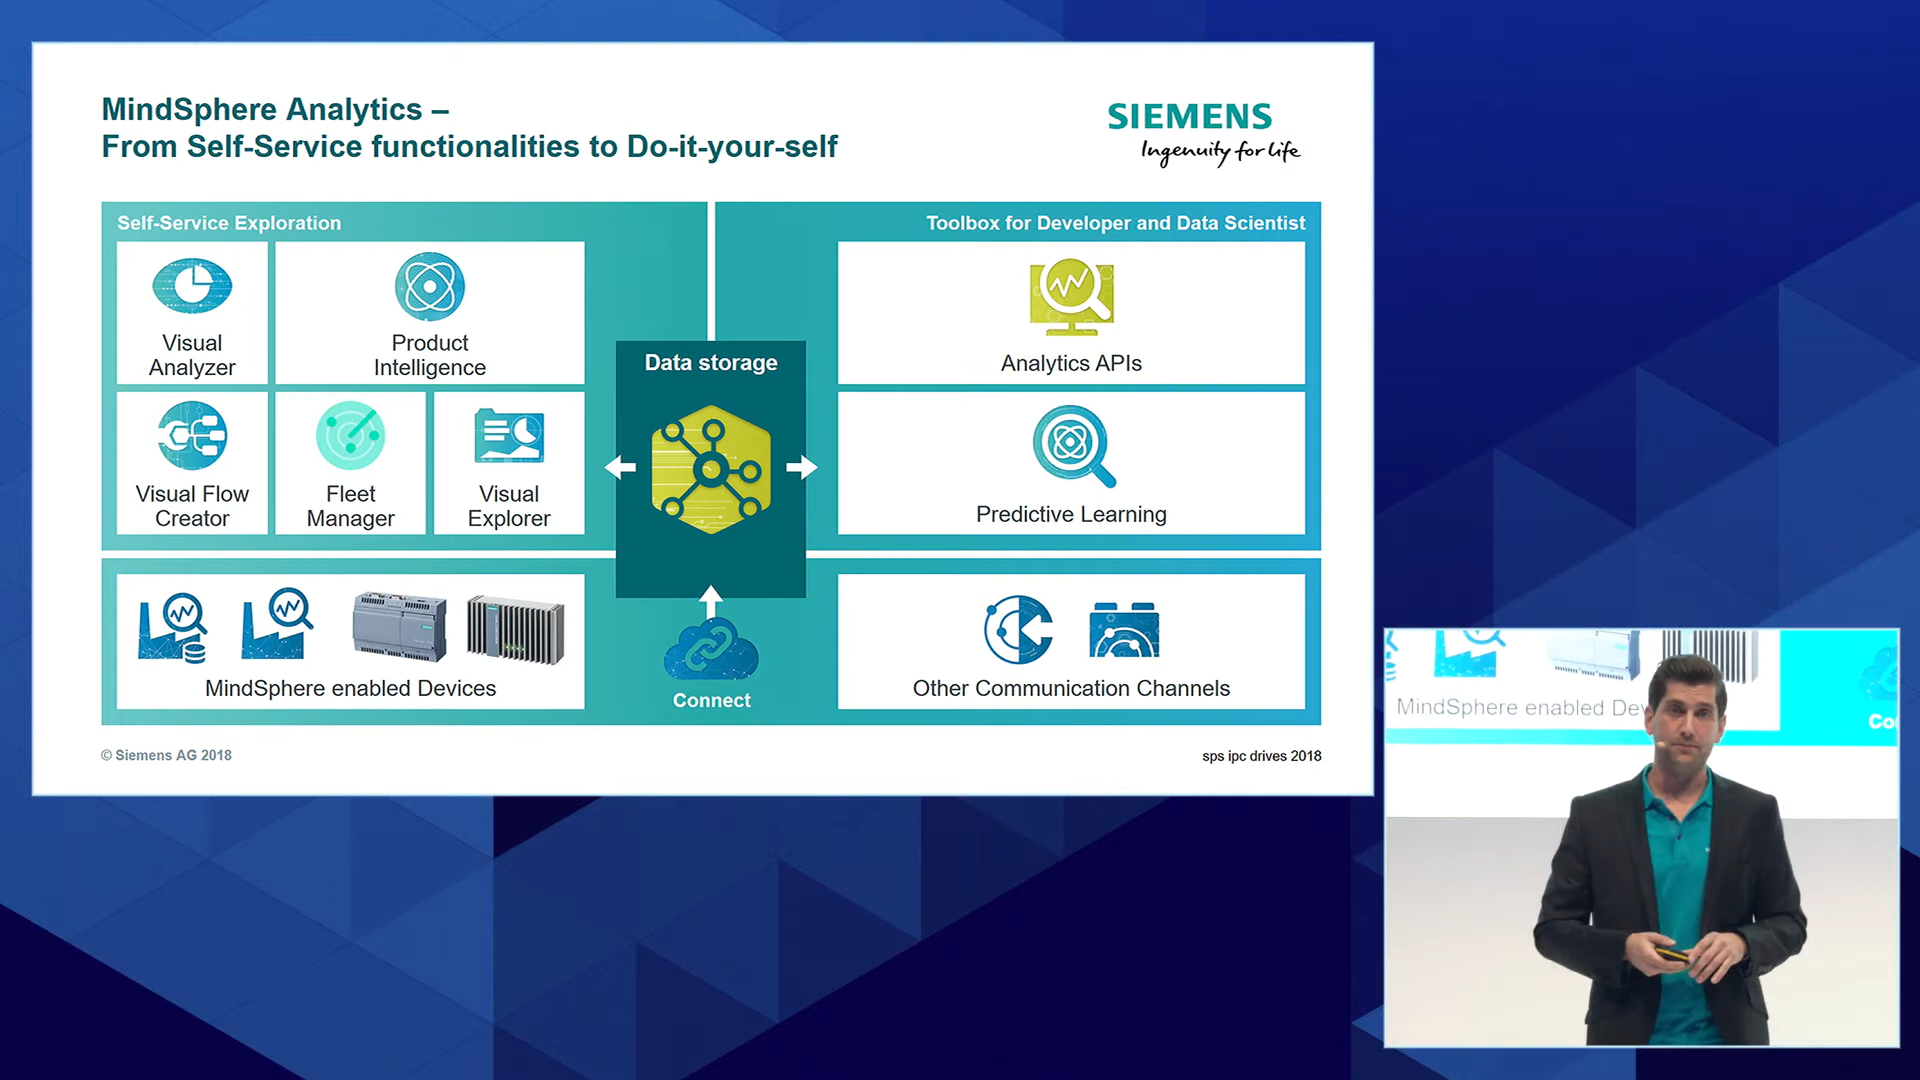 MindSphere Analytics –
From Self-Service functionalities to Do-it-your-self
SIEMENS
Ingenuity for life
Self-Service Exploration
Visual
Analyzer
Product
Intelligence
Visual Flow
Creator
Fleet
Manager
Visual
Explorer
Data storage
Toolbox for Developer and Data Scientist
Analytics APIs
Predictive Learning
MindSphere enabled Devices
Connect
Other Communication Channels
© Siemens AG 2018
sps ipc drives 2018
MindSphere enabled De
Co